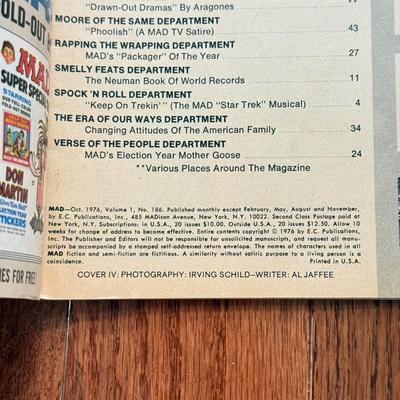 "Drawn-Out Dramas" By Aragones
MOORE OF THE SAME DEPARTMENT
"Phoolish" (A MAD TV Satire) 43
RAPPING THE WRAPPING DEPARTMENT
MAD's "Packager" Of The Year 27
SMELLY FEATS DEPARTMENT
The Neuman Book Of World Records 11
SPOCK 'N ROLL DEPARTMENT
"Keep On Trekin' " (The MAD "Star Trek" Musical) 4
THE ERA OF OUR WAYS DEPARTMENT
Changing Attitudes Of The American Family 34
VERSE OF THE PEOPLE DEPARTMENT
MAD's Election Year Mother Goose 24
**Various Places Around The Magazine
MAD—Oct. 1976, Volume 1, No. 186. Published monthly except February, May, August and November,
by E.C. Publications, Inc., 485 MADison Avenue, New York, N.Y. 10022. Second Class Postage paid at
New York, N.Y. Subscriptions: in U.S.A., 20 issues $10.00. Outside U.S.A., 20 issues $12.50. Allow 10
weeks for change of address to become effective. Entire contents copyright © 1976 by E.C. Publications,
Inc. The Publisher and Editors will not be responsible for unsolicited manuscripts, and request all manu-
scripts be accompanied by a stamped self-addressed return envelope. The names of characters used in all
MAD fiction and semi-fiction are fictitious. A similarity without satiric purpose to a living person is a
coincidence. Printed in U.S.A.
COVER IV: PHOTOGRAPHY: IRVING SCHILD—WRITER: AL JAFFEE
OLD-OUT
MAD
SUPER SPECIAL
STARRING
DON
MARTIN
ELECTION YEAR
STICKERS